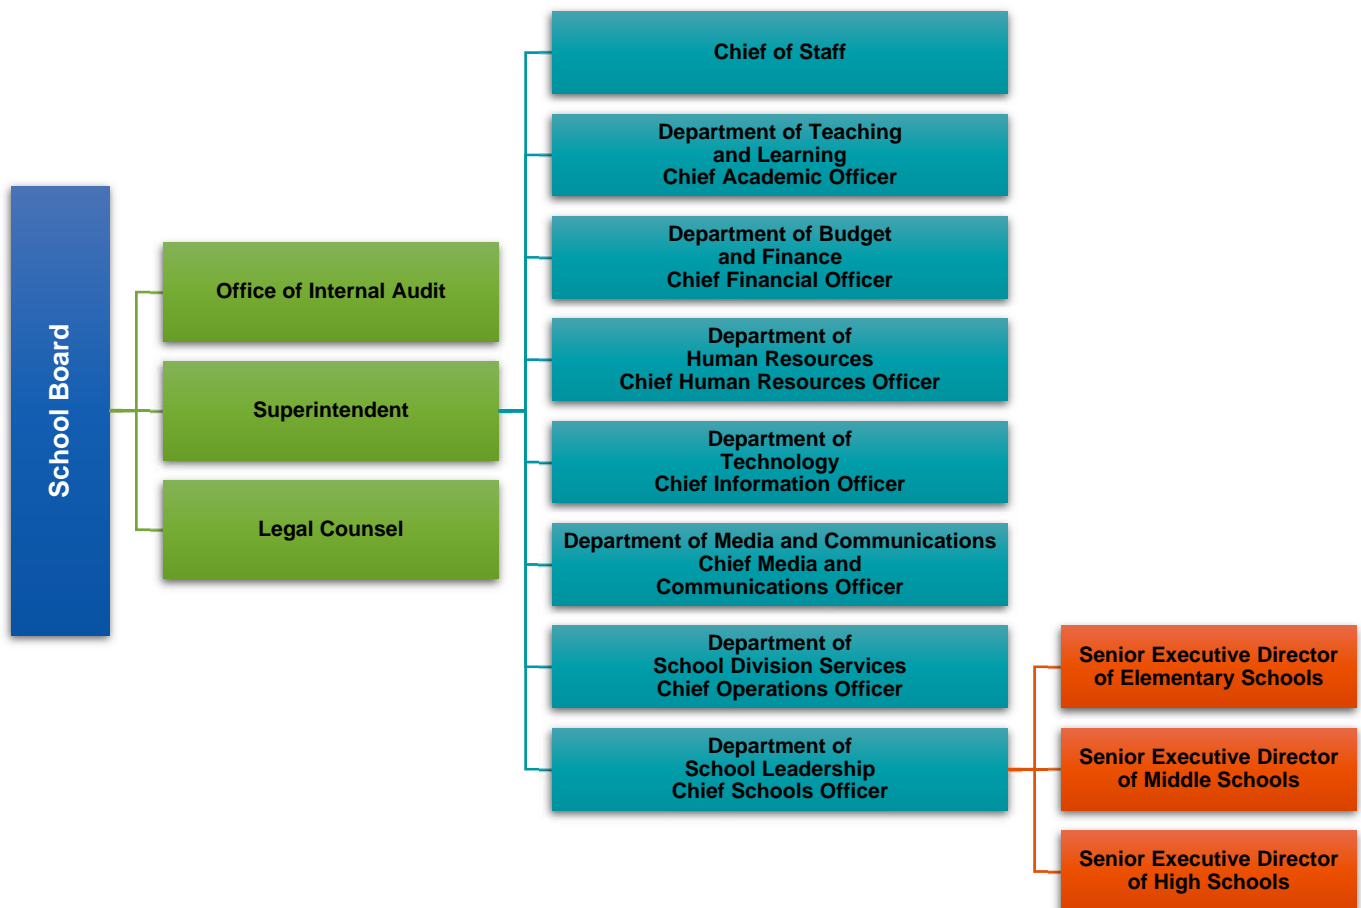 School Board
Office of Internal Audit
Superintendent
Legal Counsel
Chief of Staff
Department of Teaching
and Learning
Chief Academic Officer
Department of Budget
and Finance
Chief Financial Officer
Department of
Human Resources
Chief Human Resources Officer
Department of
Technology
Chief Information Officer
Department of Media and Communications
Chief Media and
Communications Officer
Department of
School Division Services
Chief Operations Officer
Department of
School Leadership
Chief Schools Officer
Senior Executive Director
of Elementary Schools
Senior Executive Director
of Middle Schools
Senior Executive Director
of High Schools